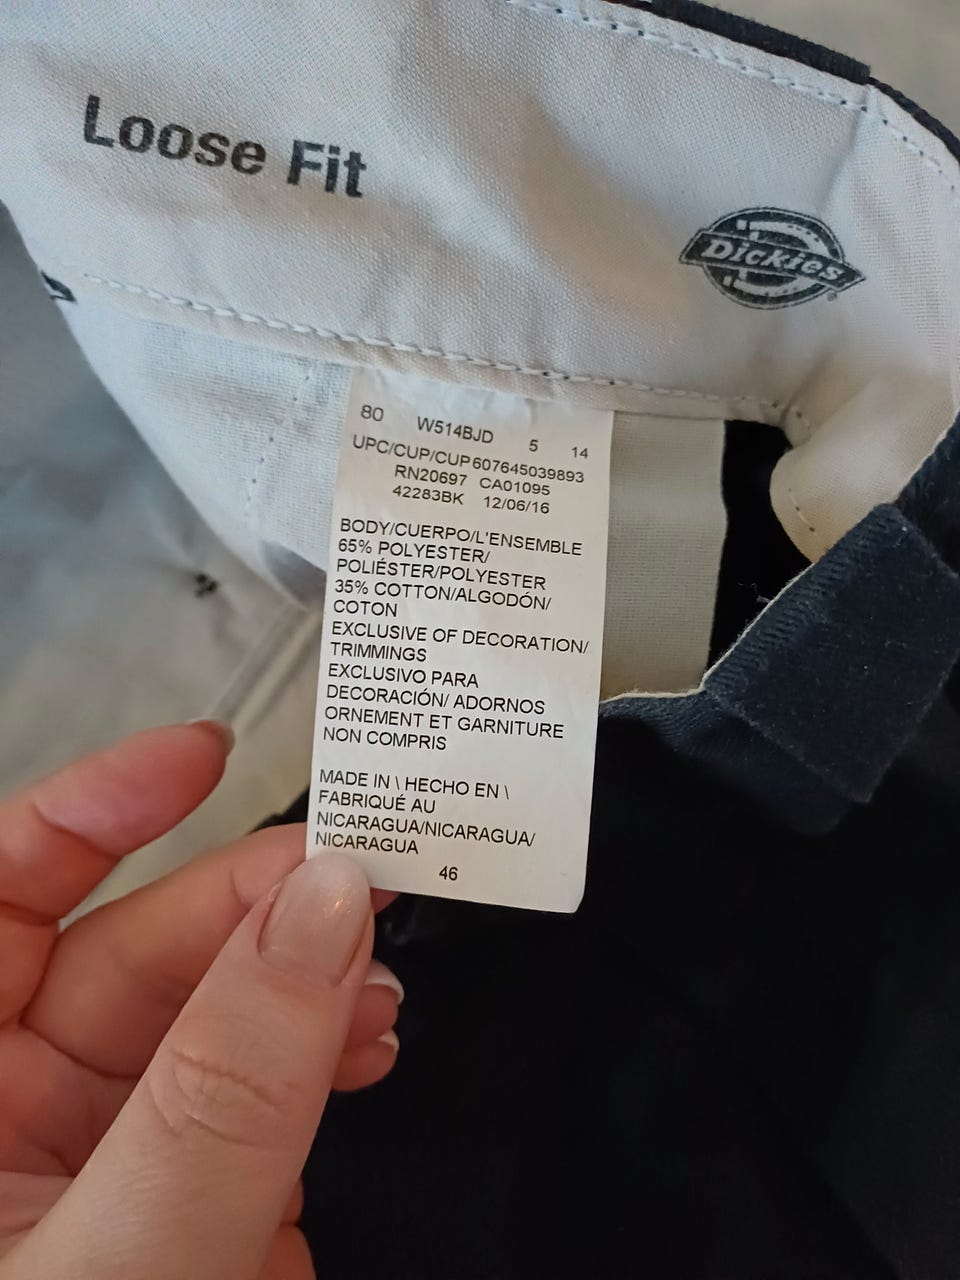 Loose Fit
Dickies
80 W514BJD 5 14
UPC/CUP/CUP607645039893
RN20697 CA01095
42283BK 12/06/16
BODY/CUERPO/L'ENSEMBLE
65% POLYESTER/
POLIÉSTER/POLYESTER
35% COTTON/ALGODÓN/
COTON
EXCLUSIVE OF DECORATION/
TRIMMINGS
EXCLUSIVO PARA
DECORACIÓN/ ADORNOS
ORNEMENT ET GARNITURE
NON COMPRIS
MADE IN \ HECHO EN \
FABRIQUÉ AU
NICARAGUA/NICARAGUA/
NICARAGUA
46